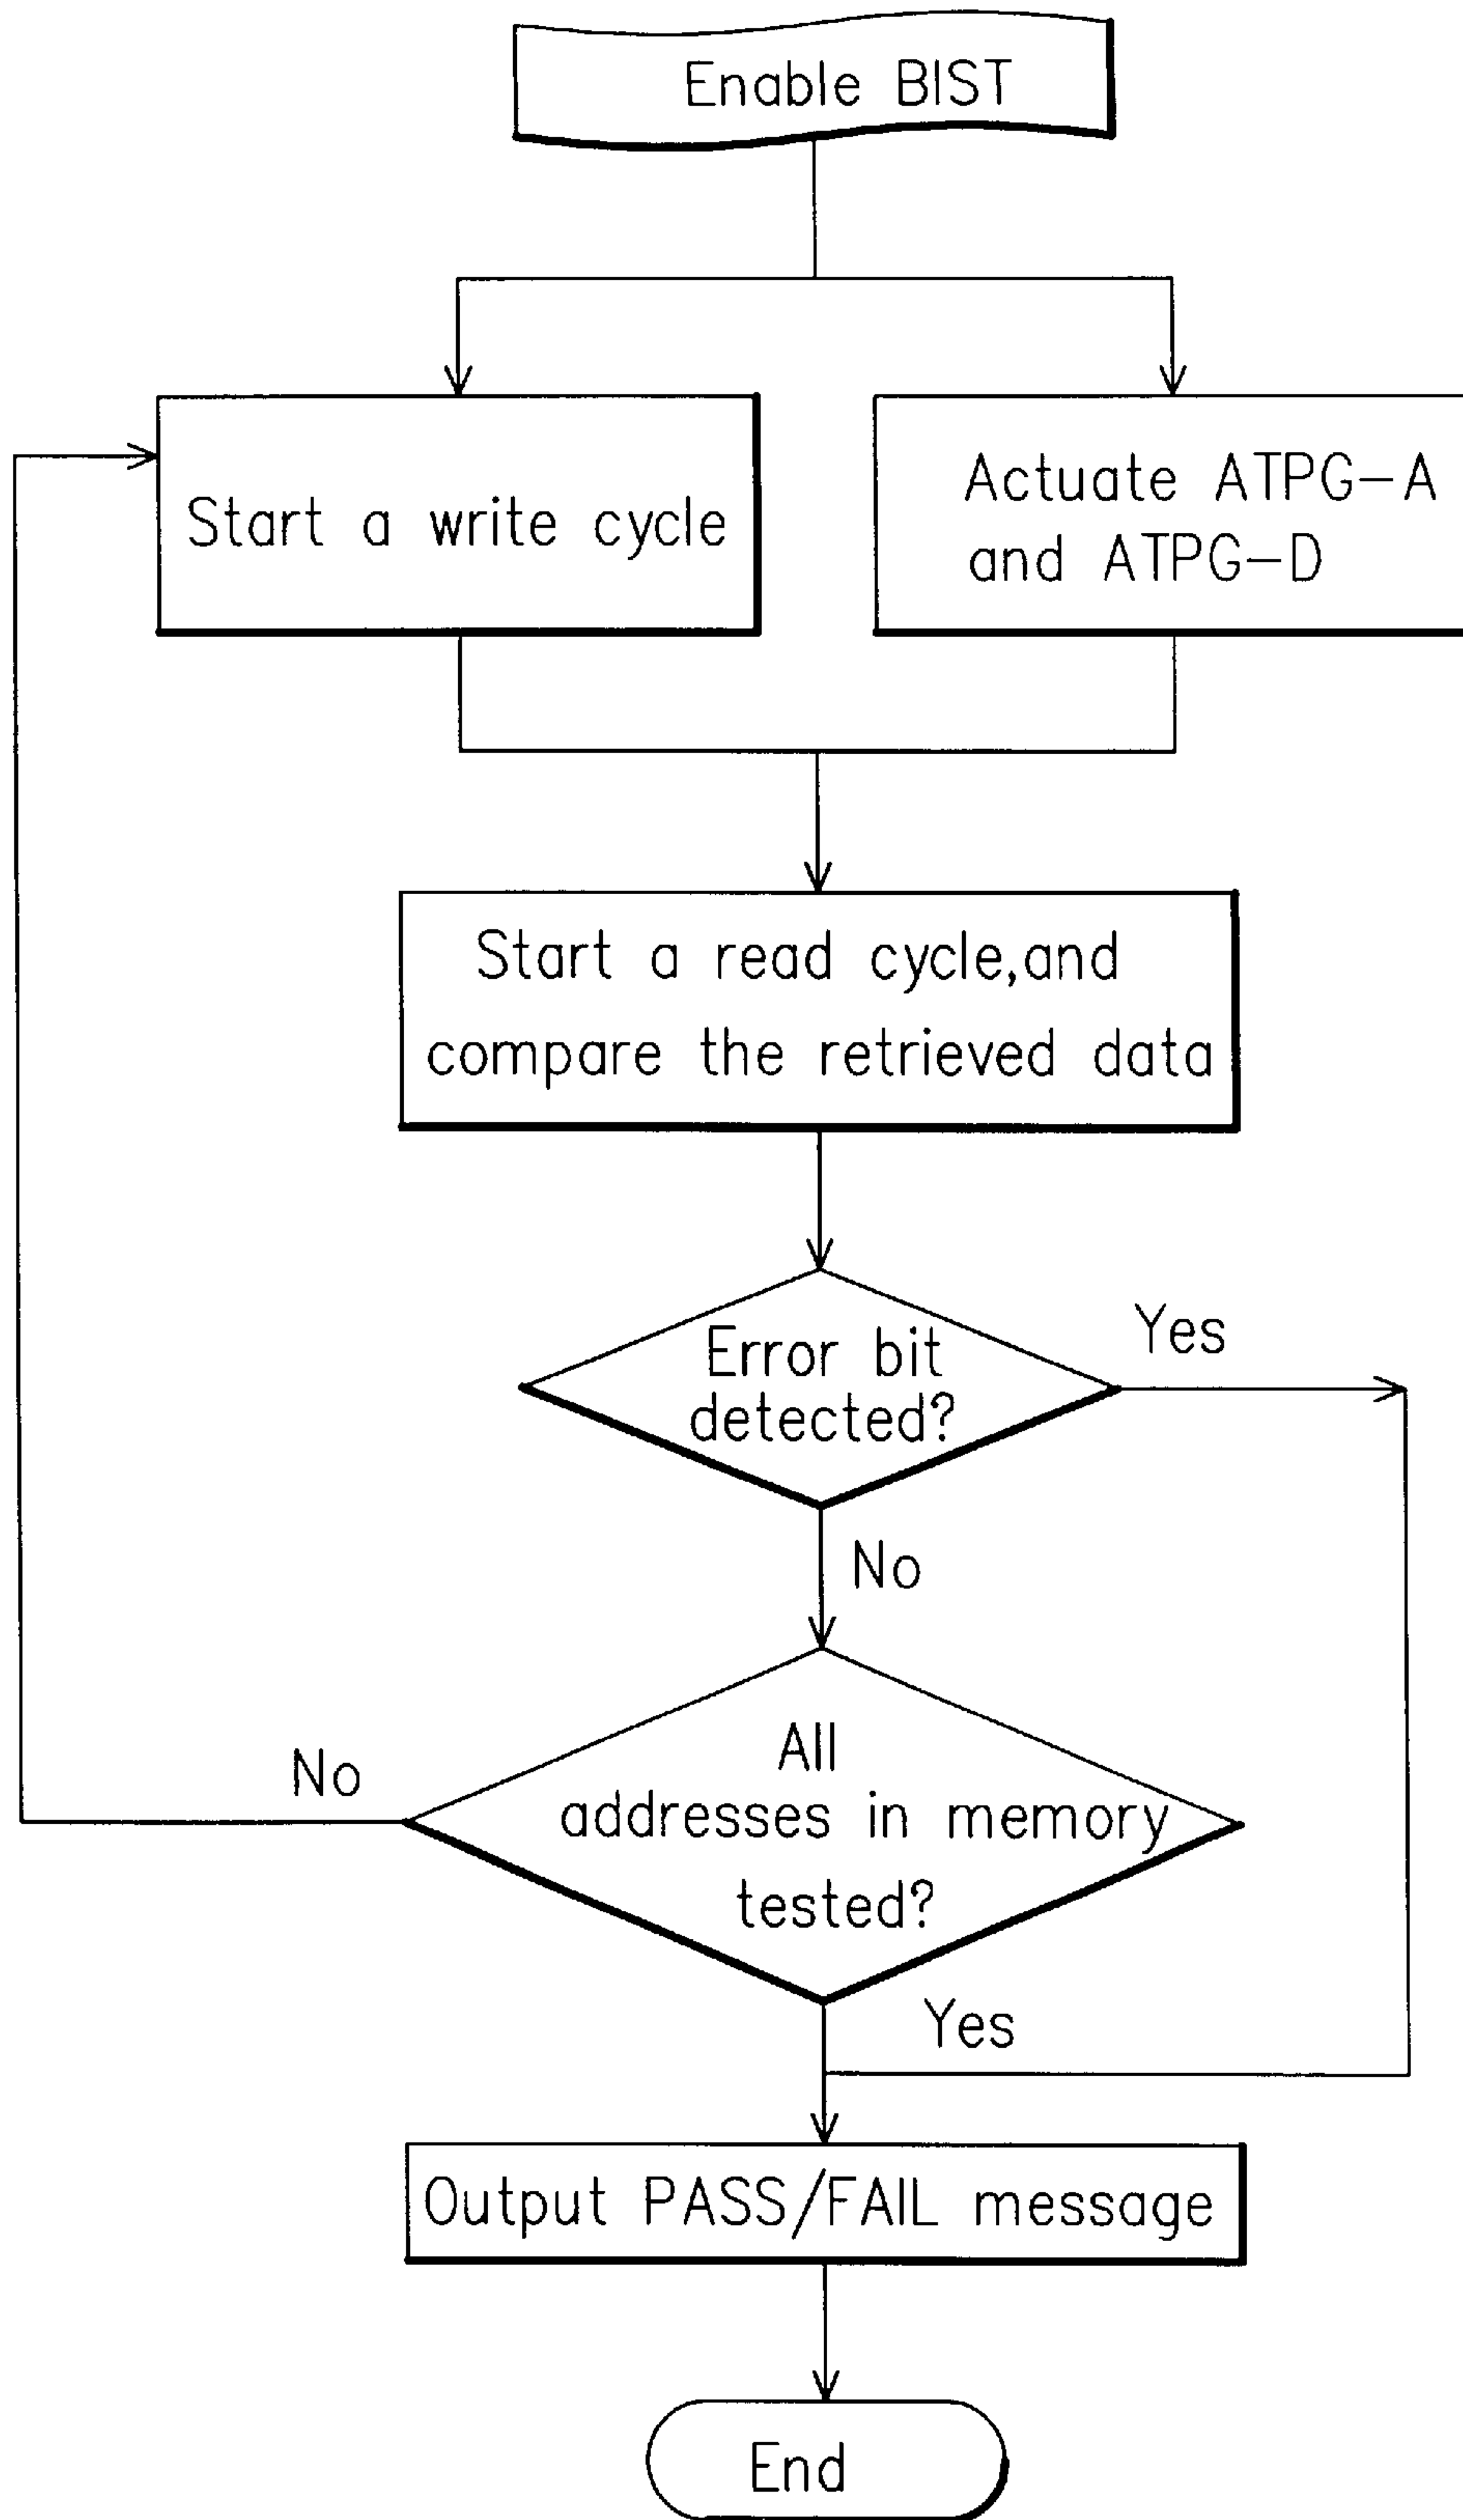 Enable BIST
Start a write cycle
Actuate ATPG-A
and ATPG-D
Start a read cycle,and
compare the retrieved data
Error bit
detected?
Yes
No
All
addresses in memory
tested?
No
Yes
Output PASS/FAIL message
End